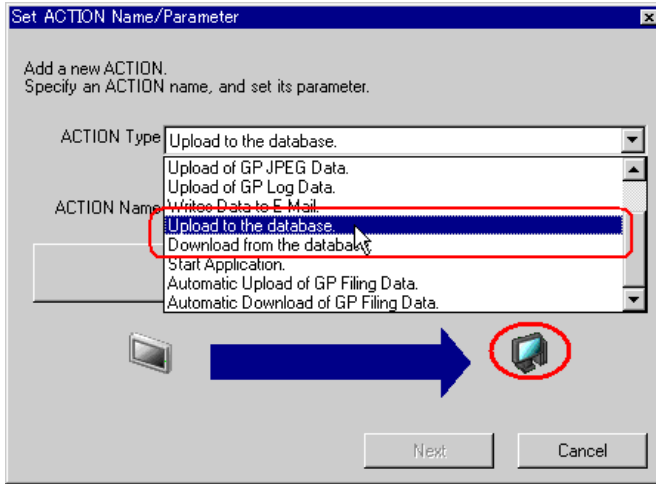 Set ACTION Name/Parameter
Add a new ACTION.
Specify an ACTION name, and set its parameter.
ACTION Type
Upload to the database.
Upload of GP JPEG Data.
Upload of GP Log Data.
ACTION Name
Writes Data to E-Mail.
Upload to the database.
Download from the database.
Start Application.
Automatic Upload of GP Filing Data.
Automatic Download of GP Filing Data.
Next
Cancel